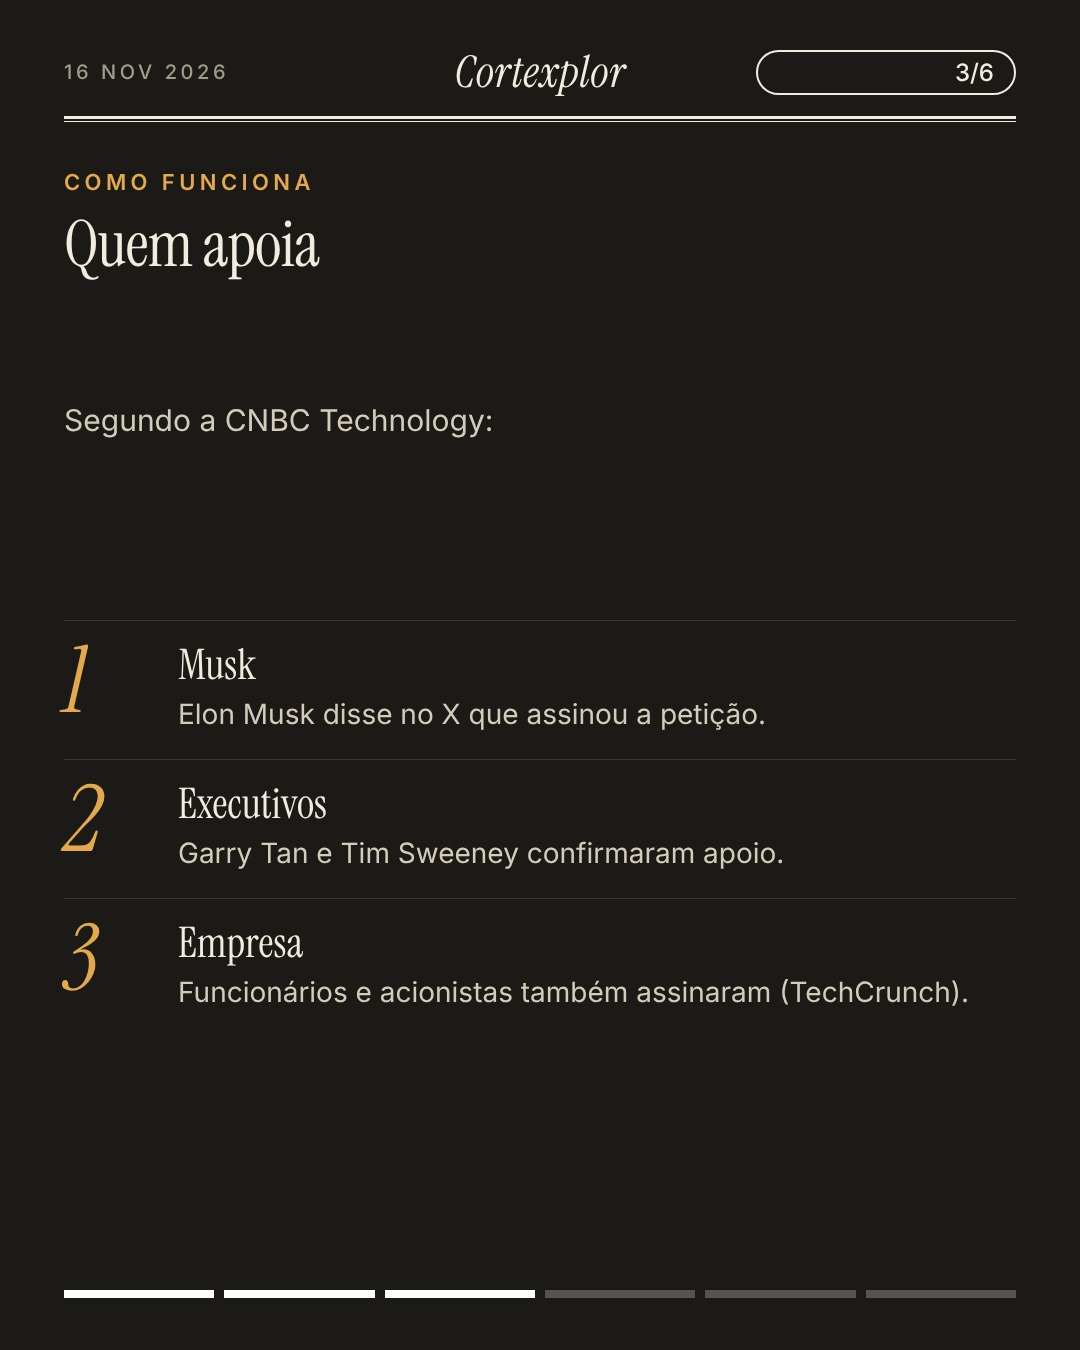 16 NOV 2026
Cortexplor
3/6
COMO FUNCIONA
Quem apoia
Segundo a CNBC Technology:
1
Musk
Elon Musk disse no X que assinou a petição.
2
Executivos
Garry Tan e Tim Sweeney confirmaram apoio.
3
Empresa
Funcionários e acionistas também assinaram (TechCrunch).